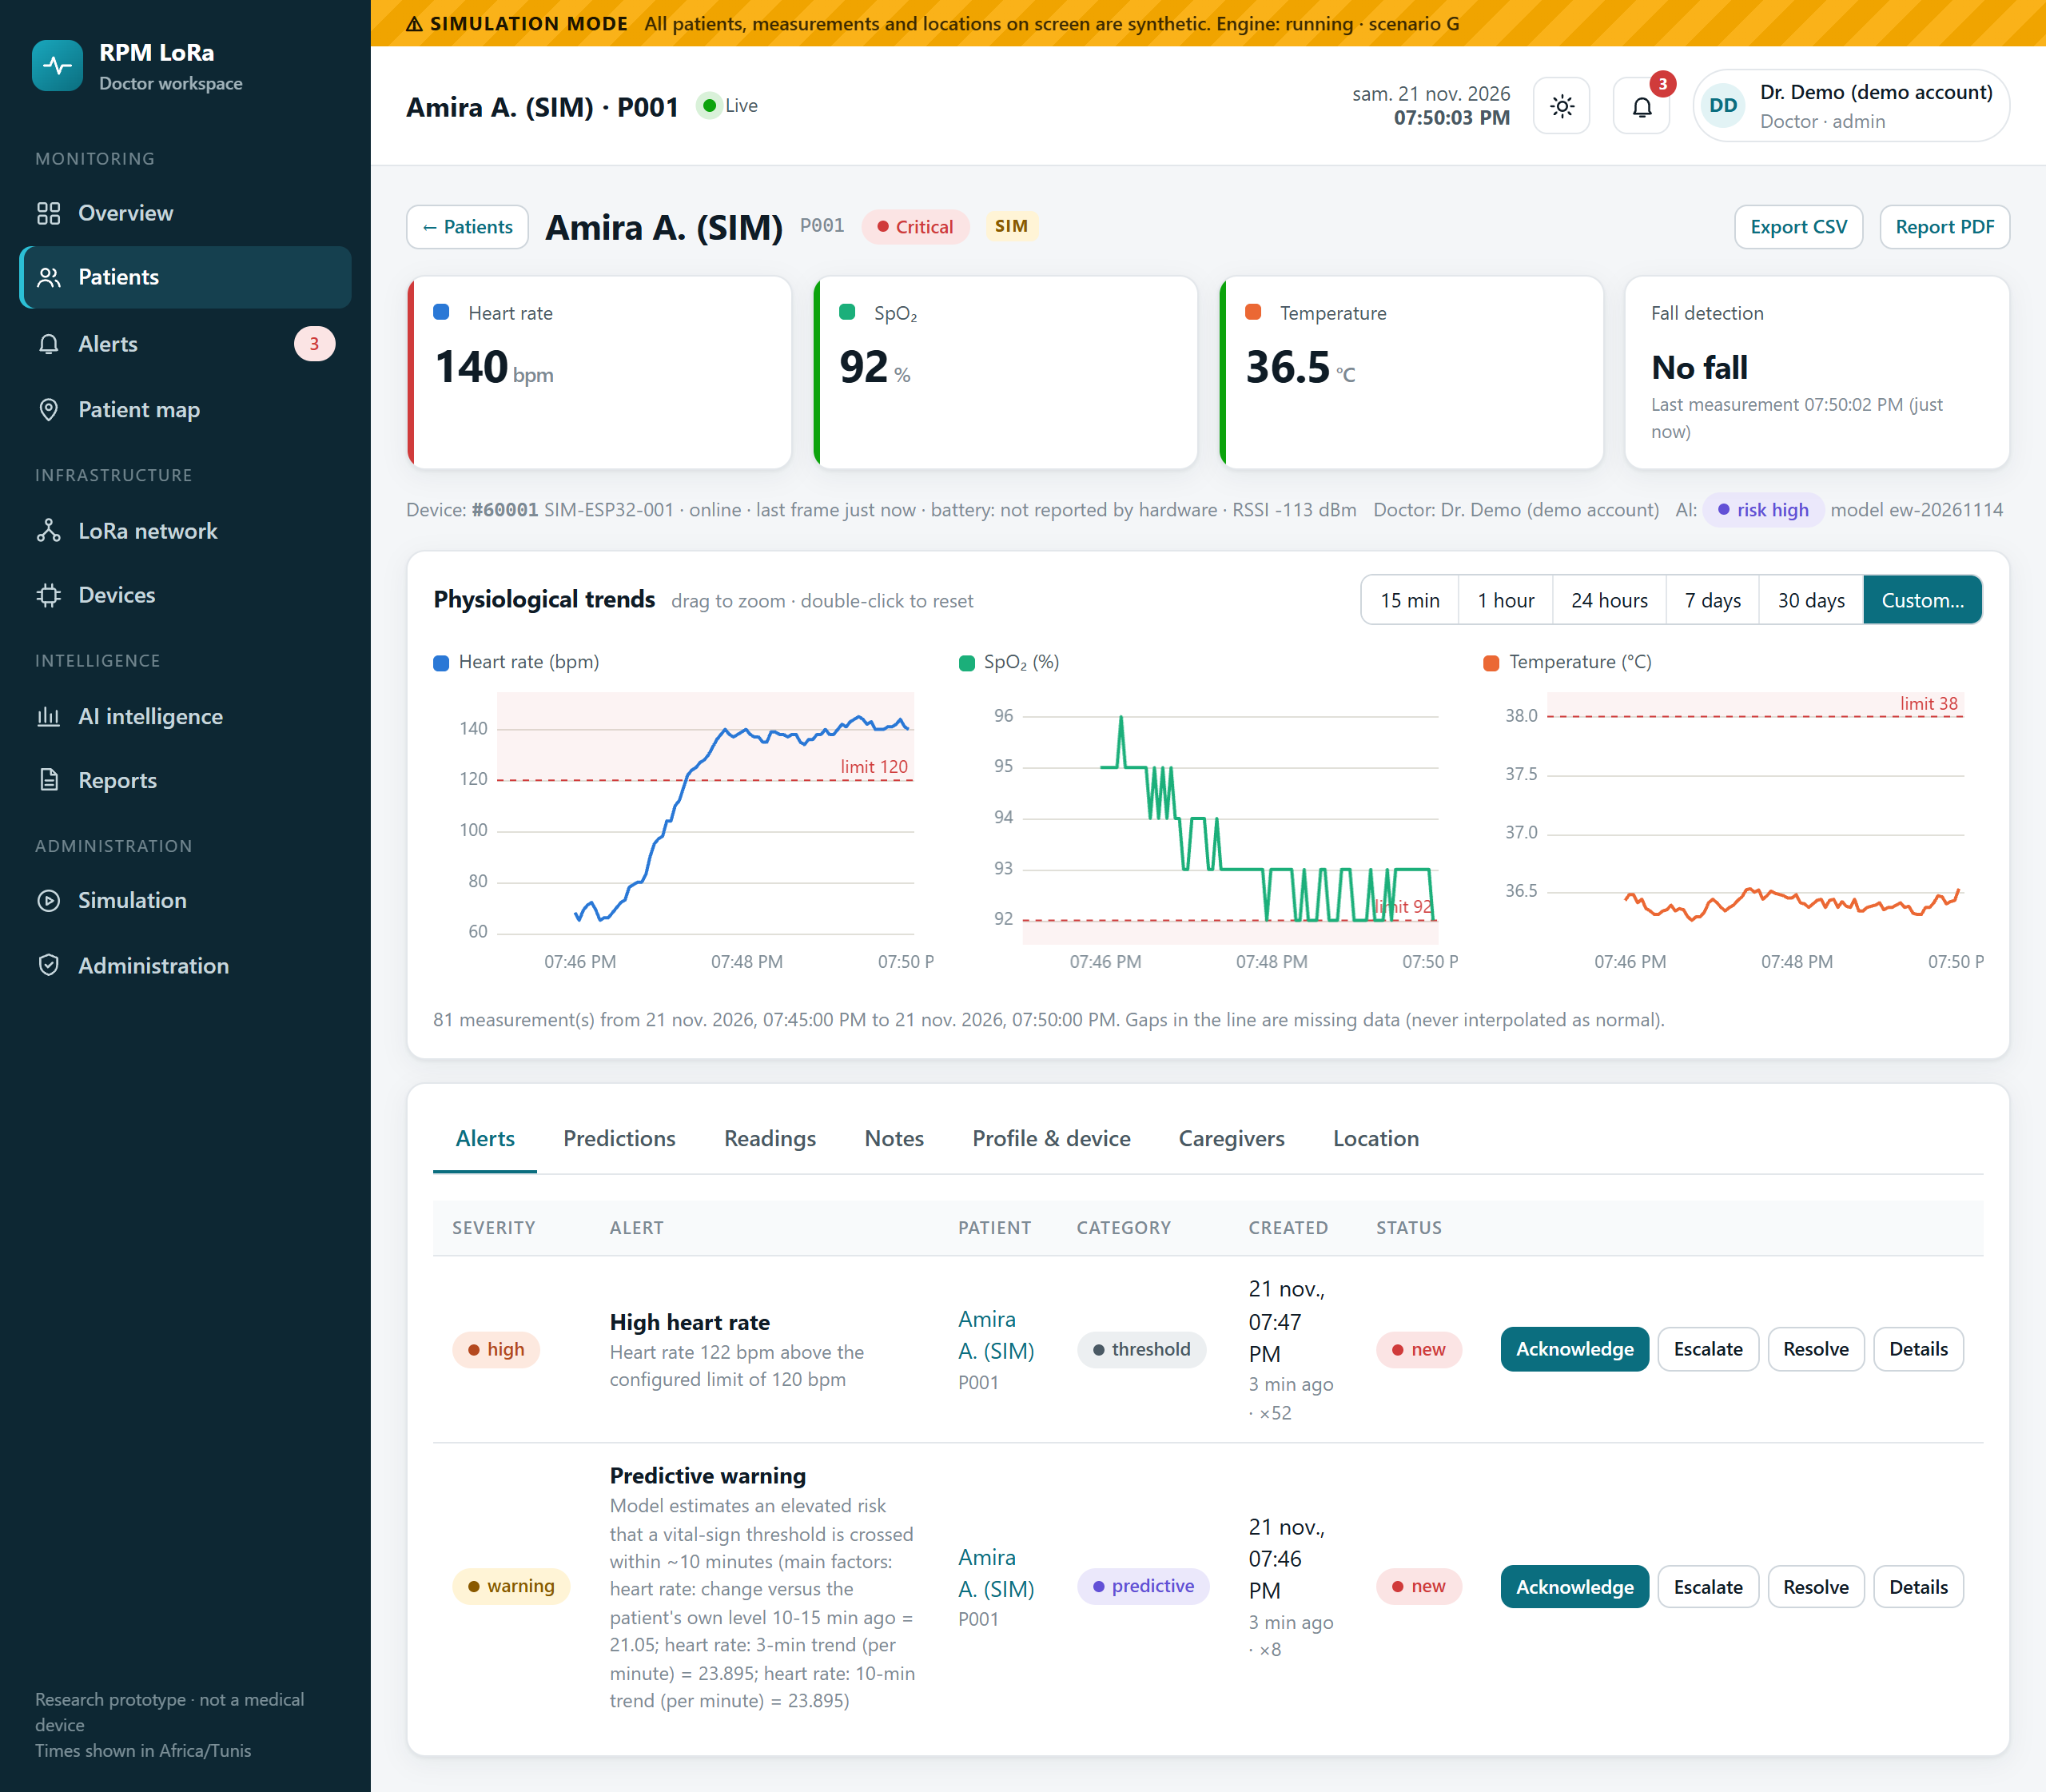 RPM LoRa
Doctor workspace
MONITORING
Overview
Patients
Alerts 3
Patient map
INFRASTRUCTURE
LoRa network
Devices
INTELLIGENCE
AI intelligence
Reports
ADMINISTRATION
Simulation
Administration
Research prototype · not a medical
device
Times shown in Africa/Tunis
⚠ SIMULATION MODE All patients, measurements and locations on screen are synthetic. Engine: running · scenario G
Amira A. (SIM) · P001 Live
sam. 21 nov. 2026
07:50:03 PM
3
DD
Dr. Demo (demo account)
Doctor · admin
← Patients Amira A. (SIM) P001 Critical SIM Export CSV Report PDF
Heart rate
140 bpm
SpO₂
92 %
Temperature
36.5 °C
Fall detection
No fall
Last measurement 07:50:02 PM (just
now)
Device: #60001 SIM-ESP32-001 · online · last frame just now · battery: not reported by hardware · RSSI -113 dBm Doctor: Dr. Demo (demo account) AI: risk high model ew-20261114
Physiological trends drag to zoom · double-click to reset 15 min 1 hour 24 hours 7 days 30 days Custom...
Heart rate (bpm)
140
limit 120
120
100
80
60
07:46 PM 07:48 PM 07:50 P
SpO₂ (%)
96
95
94
93
limit 92
92
07:46 PM 07:48 PM 07:50 P
Temperature (°C)
limit 38
38.0
37.5
37.0
36.5
07:46 PM 07:48 PM 07:50 P
81 measurement(s) from 21 nov. 2026, 07:45:00 PM to 21 nov. 2026, 07:50:00 PM. Gaps in the line are missing data (never interpolated as normal).
Alerts Predictions Readings Notes Profile & device Caregivers Location
SEVERITY ALERT PATIENT CATEGORY CREATED STATUS
high
High heart rate
Heart rate 122 bpm above the
configured limit of 120 bpm
Amira
A. (SIM)
P001
threshold
21 nov.,
07:47
PM
3 min ago
· ×52
new
Acknowledge Escalate Resolve Details
warning
Predictive warning
Model estimates an elevated risk
that a vital-sign threshold is crossed
within ~10 minutes (main factors:
heart rate: change versus the
patient's own level 10-15 min ago =
21.05; heart rate: 3-min trend (per
minute) = 23.895; heart rate: 10-min
trend (per minute) = 23.895)
Amira
A. (SIM)
P001
predictive
21 nov.,
07:46
PM
3 min ago
· ×8
new
Acknowledge Escalate Resolve Details